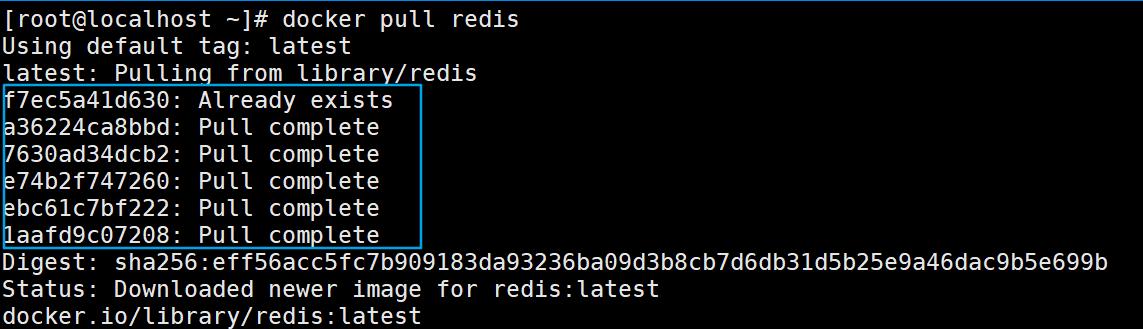 [root@localhost ~]# docker pull redis
Using default tag: latest
latest: Pulling from library/redis
f7ec5a41d630: Already exists
a36224ca8bbd: Pull complete
7630ad34dcb2: Pull complete
e74b2f747260: Pull complete
ebc61c7bf222: Pull complete
1aafd9c07208: Pull complete
Digest: sha256:eff56acc5fc7b909183da93236ba09d3b8cb7d6db31d5b25e9a46dac9b5e699b
Status: Downloaded newer image for redis:latest
docker.io/library/redis:latest